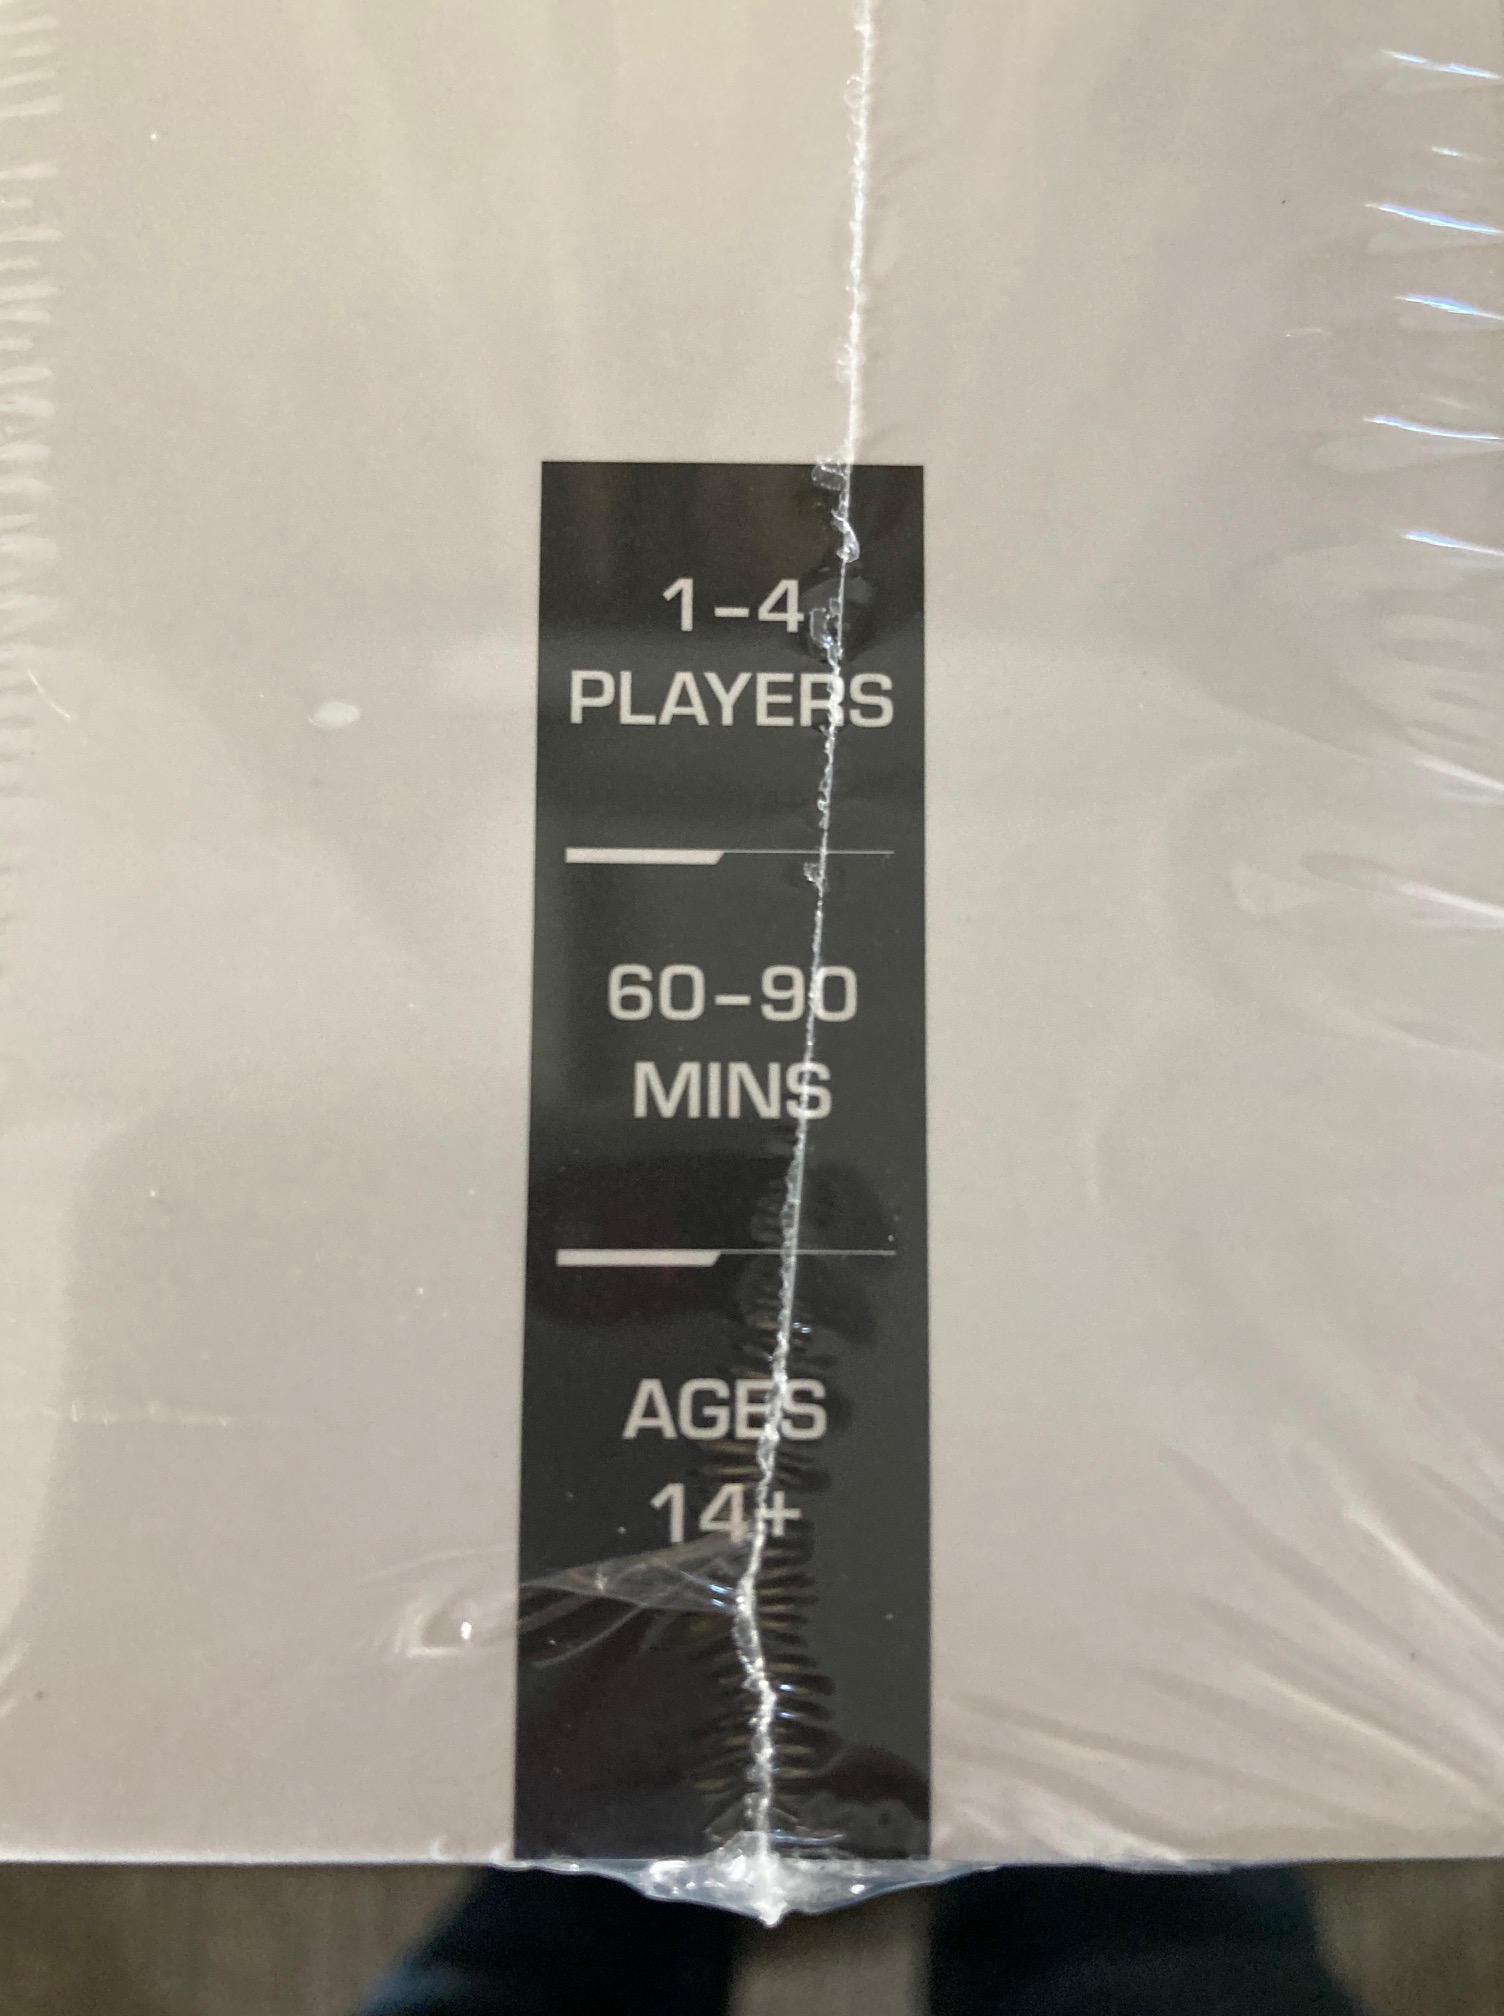 1–4
PLAYERS
60–90
MINS
AGES
14+